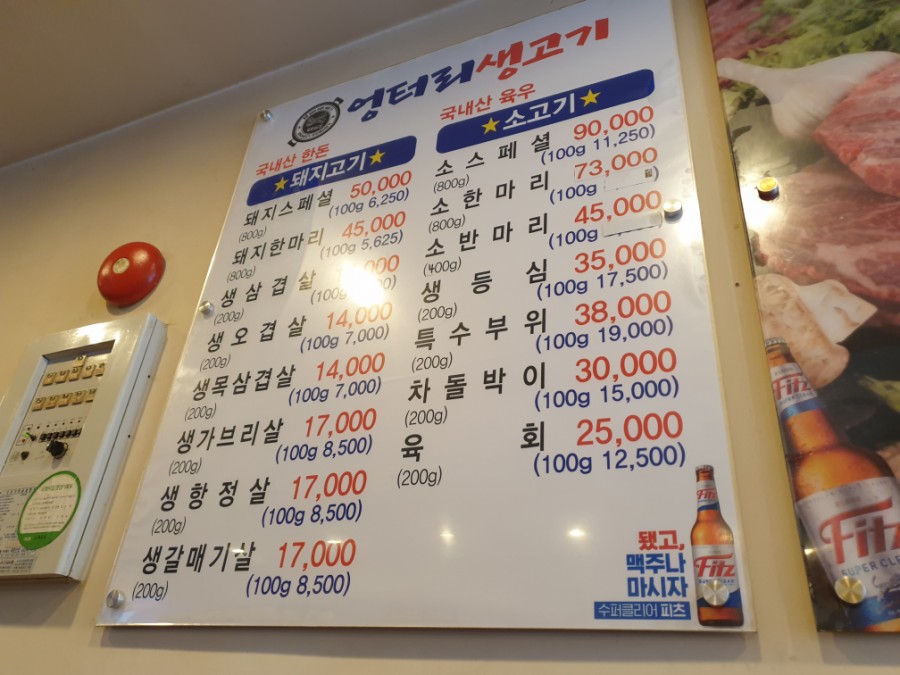 엉터리생고기
국내산 한돈
★돼지고기★
돼지스페셜 50,000
(800g) (100g 6,250)
돼지한마리 45,000
(800g) (100g 5,625)
생삼겹살
(200g) (100g
생오겹살 14,000
(200g) (100g 7,000)
생목삼겹살 14,000
(200g) (100g 7,000)
생가브리살 17,000
(200g) (100g 8,500)
생항정살 17,000
(200g) (100g 8,500)
생갈매기살 17,000
(200g) (100g 8,500)
국내산 육우
★소고기★
소스페셜 90,000
(800g) (100g 11,250)
소한마리 73,000
(800g) (100g
소반마리 45,000
(400g) (100g
생등심 35,000
(200g) (100g 17,500)
특수부위 38,000
(200g) (100g 19,000)
차돌박이 30,000
(200g) (100g 15,000)
육회 25,000
(200g) (100g 12,500)
됐고,
맥주나
마시자
수퍼클리어 피츠
Fitz
Fitz
Fitz
SUPER CLE